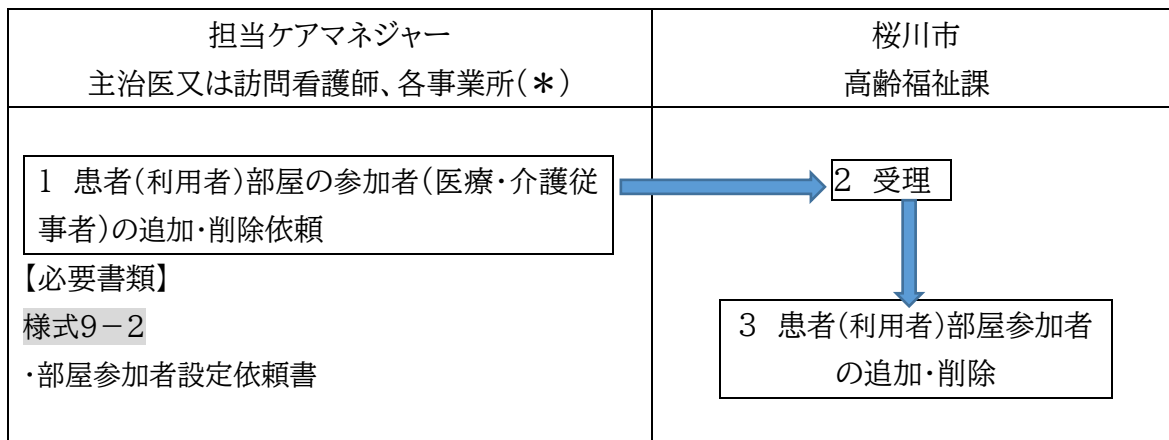 担当ケアマネジャー
主治医又は訪問看護師、各事業所(＊)
桜川市
高齢福祉課
1　患者(利用者)部屋の参加者(医療・介護従
事者)の追加・削除依頼
【必要書類】
様式9－2
・部屋参加者設定依頼書
2　受理
3　患者(利用者)部屋参加者
の追加・削除